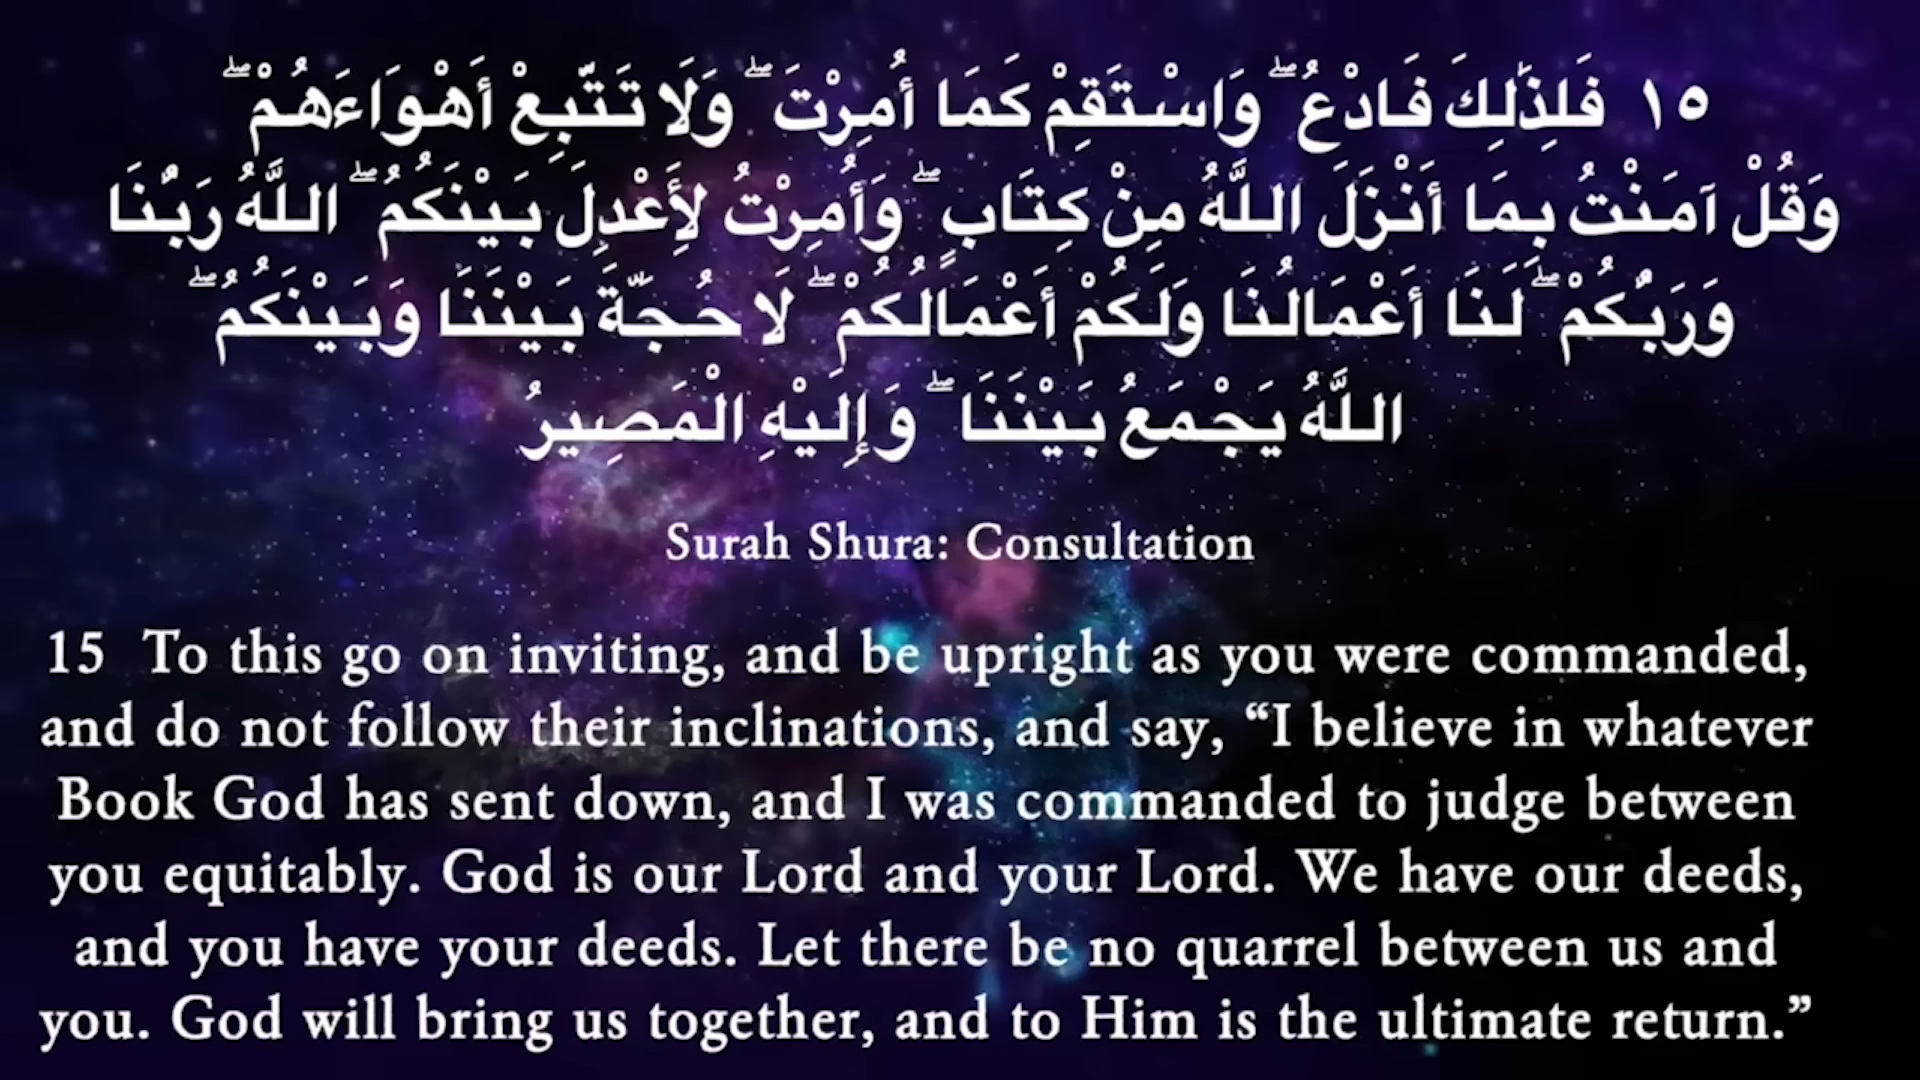 ١٥ فَلِذَٰلِكَ فَادْعُ ۖ وَاسْتَقِمْ كَمَا أُمِرْتَ ۖ وَلَا تَتَّبِعْ أَهْوَاءَهُمْ ۖ
وَقُلْ آمَنْتُ بِمَا أَنْزَلَ اللَّهُ مِنْ كِتَابٍ ۖ وَأُمِرْتُ لِأَعْدِلَ بَيْنَكُمُ ۖ اللَّهُ رَبُّنَا
وَرَبُّكُمْ ۖ لَنَا أَعْمَالُنَا وَلَكُمْ أَعْمَالُكُمْ ۖ لَا حُجَّةَ بَيْنَنَا وَبَيْنَكُمُ ۖ
اللَّهُ يَجْمَعُ بَيْنَنَا ۖ وَإِلَيْهِ الْمَصِيرُ
Surah Shura: Consultation
15 To this go on inviting, and be upright as you were commanded,
and do not follow their inclinations, and say, “I believe in whatever
Book God has sent down, and I was commanded to judge between
you equitably. God is our Lord and your Lord. We have our deeds,
and you have your deeds. Let there be no quarrel between us and
you. God will bring us together, and to Him is the ultimate return.”